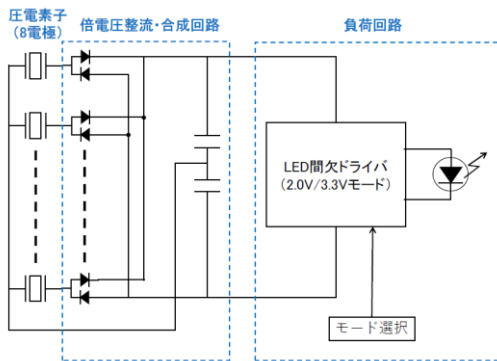 圧電素子
(8電極)
倍電圧整流・合成回路
負荷回路
LED間欠ドライバ
(2.0V/3.3Vモード)
モード選択